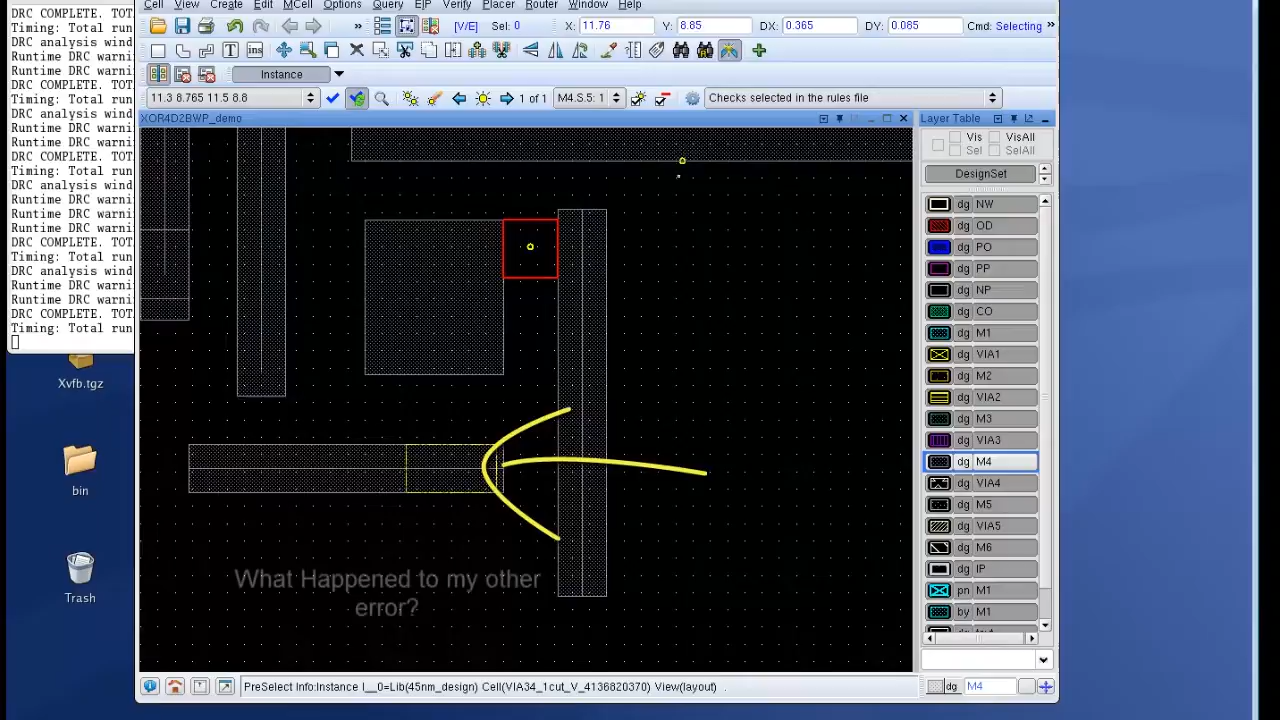 DRC COMPLETE. TOT
Timing: Total run
DRC analysis wind
Runtime DRC warni
Runtime DRC warni
DRC COMPLETE. TOT
Timing: Total run
DRC analysis wind
Runtime DRC warni
Runtime DRC warni
DRC COMPLETE. TOT
Timing: Total run
DRC analysis wind
Runtime DRC warni
Runtime DRC warni
DRC COMPLETE. TOT
Timing: Total run
DRC analysis wind
Runtime DRC warni
Runtime DRC warni
DRC COMPLETE. TOT
Timing: Total run
Xvfb.tgz
bin
Trash
Cell View Create Edit MCell Options Query EIP Verify Placer Router Window Help
» [V/E] Sel: 0 X: 11.76 Y: 8.85 DX: 0.365 DY: 0.085 Cmd: Selecting »
T ins
Instance
11.3 8.765 11.5 8.8 1 of 1 M4.S.5: 1 Checks selected in the rules file
XOR4D2BWP_demo
Layer Table
Vis VisAll
Sel SelAll
DesignSet
dg NW
dg OD
dg PO
dg PP
dg NP
dg CO
dg M1
dg VIA1
dg M2
dg VIA2
dg M3
dg VIA3
dg M4
dg VIA4
dg M5
dg VIA5
dg M6
dg IP
pn M1
by M1
What Happened to my other
error?
PreSelect Info:Instance I__0=Lib(45nm_design) Cell(VIA34_1cut_V_4136820370) View(layout)
dg M4